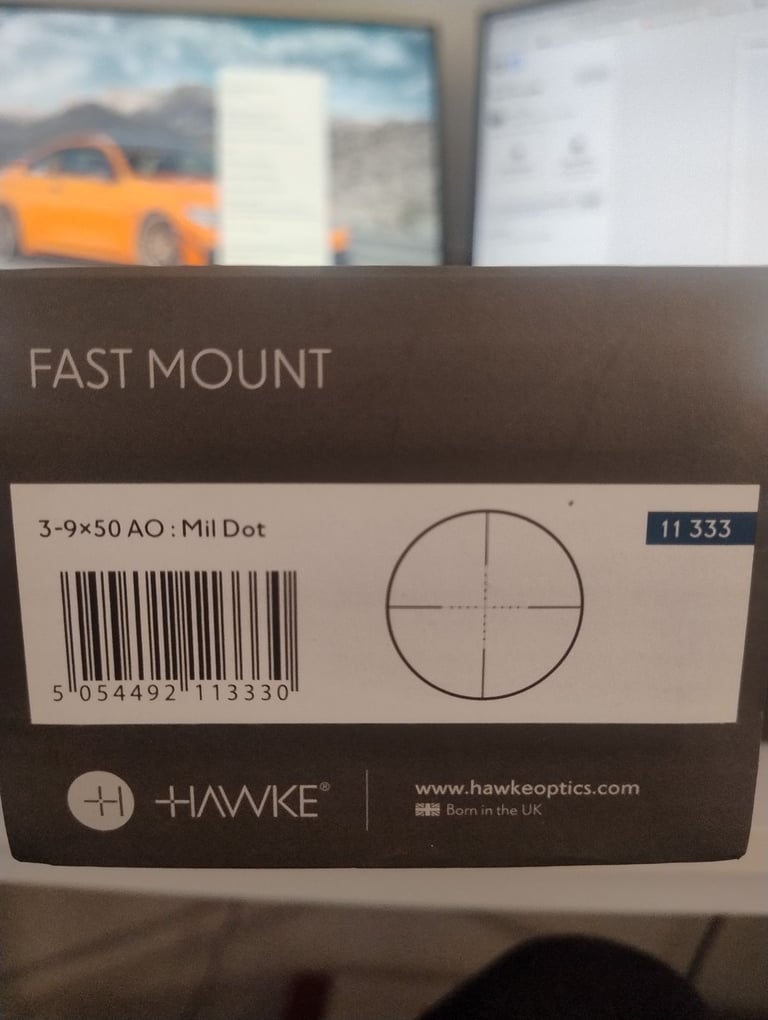 FAST MOUNT
3-9×50 AO : Mil Dot
11 333
5 054492 113330
HAWKE®
www.hawkeoptics.com
Born in the UK